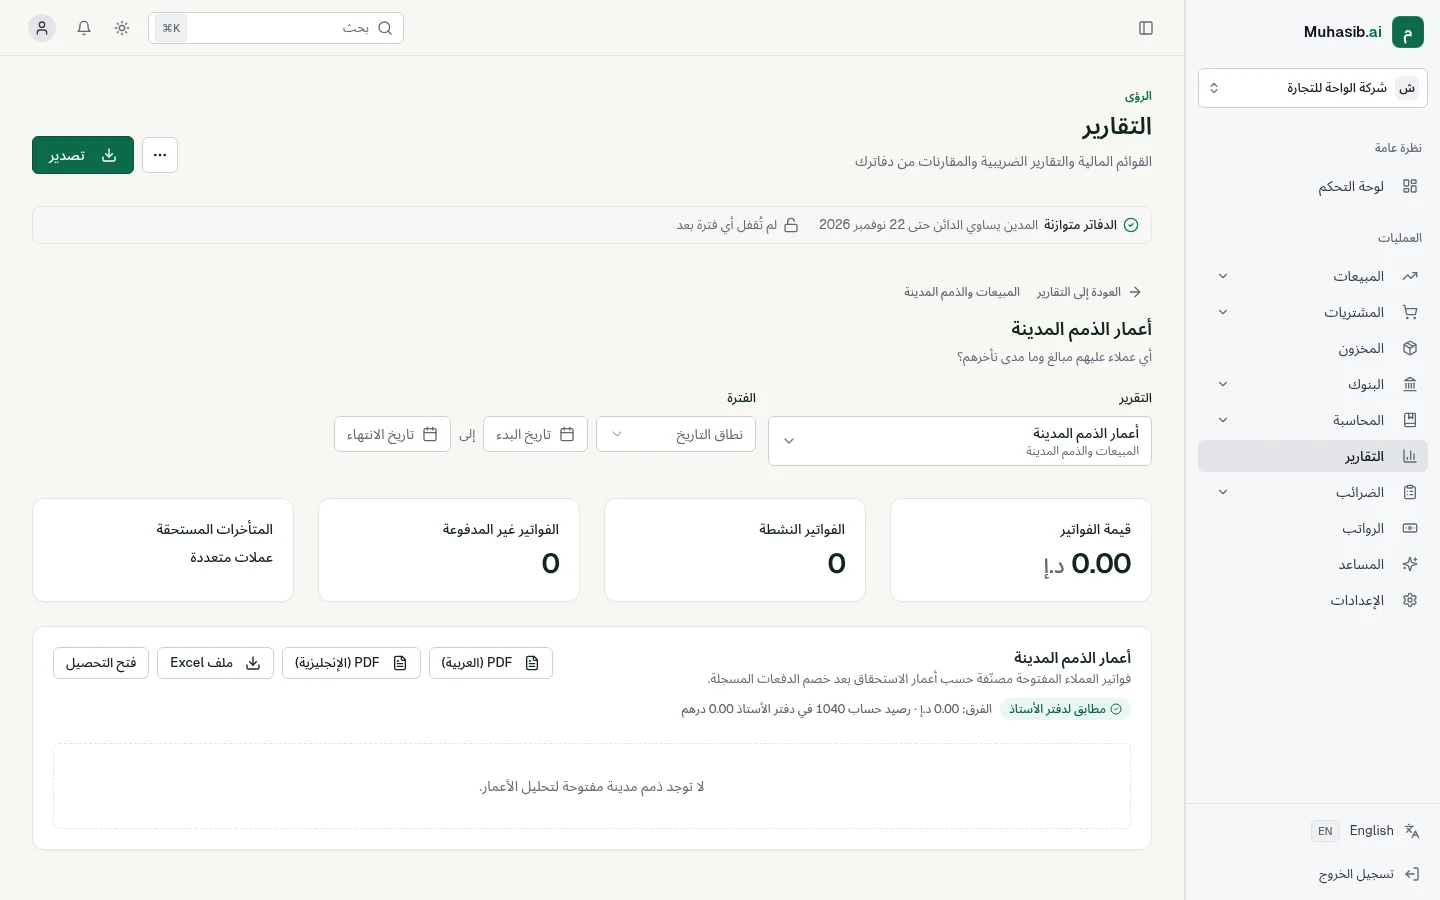 Muhasib.ai
م
ش
شركة الواحة للتجارة
نظرة عامة
لوحة التحكم
العمليات
المبيعات
المشتريات
المخزون
البنوك
المحاسبة
التقارير
الضرائب
الرواتب
المساعد
الإعدادات
English EN
تسجيل الخروج
بحث
⌘K
الرؤى
التقارير
القوائم المالية والتقارير الضريبية والمقارنات من دفاترك
...
تصدير
الدفاتر متوازنة المدين يساوي الدائن حتى 22 نوفمبر 2026 لم تُقفل أي فترة بعد
العودة إلى التقارير المبيعات والذمم المدينة
أعمار الذمم المدينة
أي عملاء عليهم مبالغ وما مدى تأخرهم؟
التقرير
أعمار الذمم المدينة
المبيعات والذمم المدينة
الفترة
نطاق التاريخ
تاريخ البدء
إلى
تاريخ الانتهاء
قيمة الفواتير
0.00 د.إ
الفواتير النشطة
0
الفواتير غير المدفوعة
0
المتأخرات المستحقة
عملات متعددة
أعمار الذمم المدينة
فواتير العملاء المفتوحة مصنّفة حسب أعمار الاستحقاق بعد خصم الدفعات المسجلة.
مطابق لدفتر الأستاذ الفرق: 0.00 د.إ · رصيد حساب 1040 في دفتر الأستاذ 0.00 درهم
PDF (العربية)
PDF (الإنجليزية)
ملف Excel
فتح التحصيل
لا توجد ذمم مدينة مفتوحة لتحليل الأعمار.